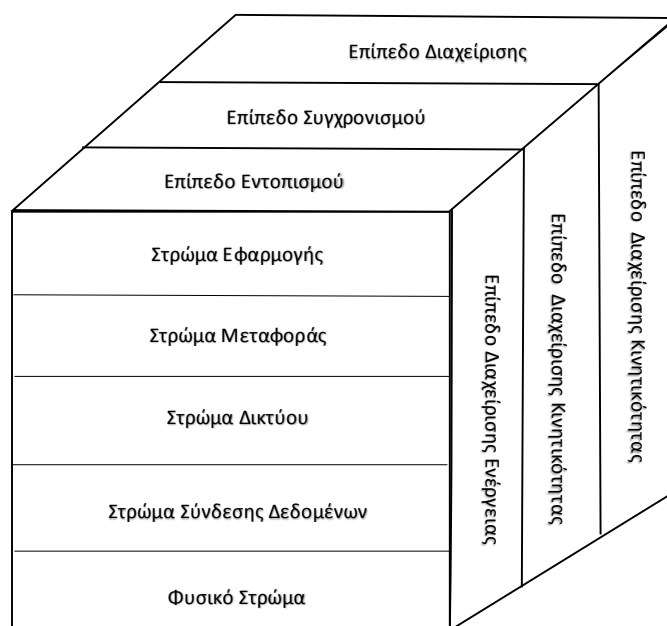 Επίπεδο Διαχείρισης
Επίπεδο Συγχρονισμού
Επίπεδο Εντοπισμού
Στρώμα Εφαρμογής
Στρώμα Μεταφοράς
Στρώμα Δικτύου
Στρώμα Σύνδεσης Δεδομένων
Φυσικό Στρώμα
Επίπεδο Διαχείρισης Ενέργειας
Επίπεδο Διαχείρισης Κινητικότητας
Επίπεδο Διαχείρισης Κινητικότητας